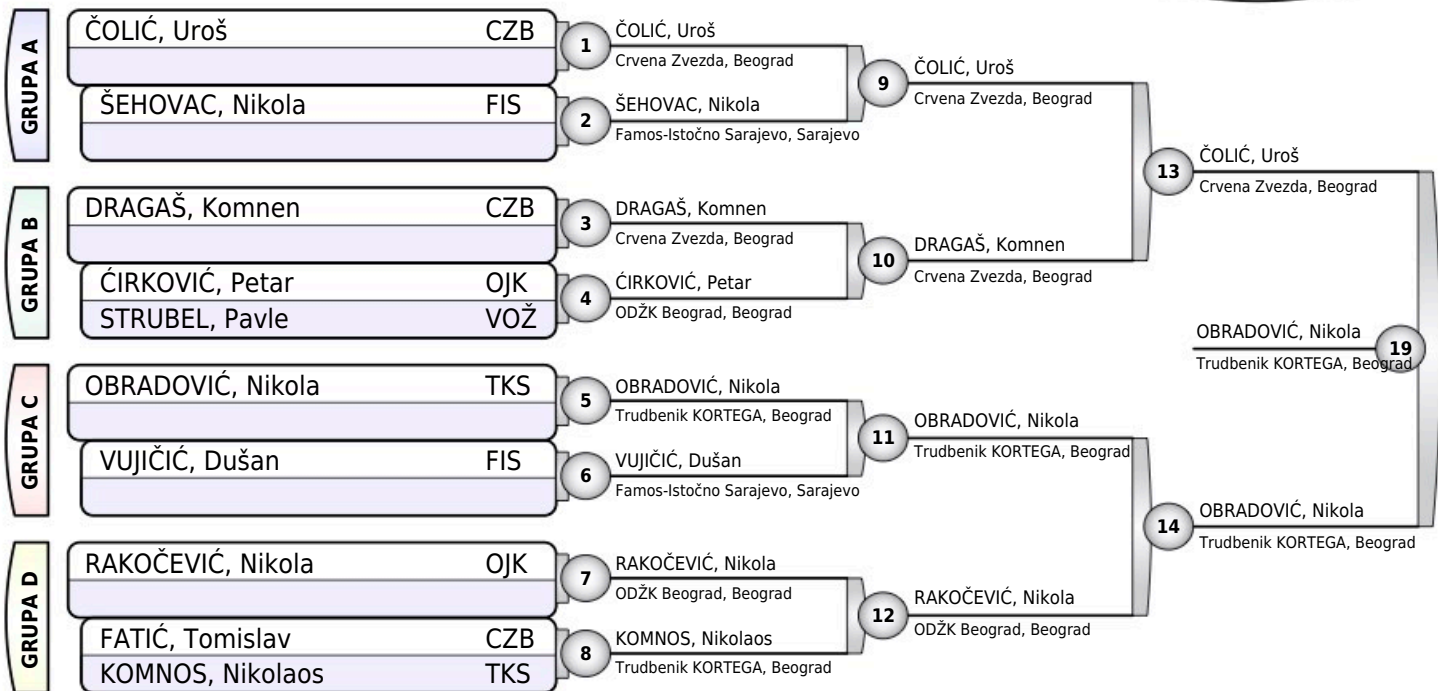 GRUPA A
ČOLIĆ, Uroš CZB
ŠEHOVAC, Nikola FIS
GRUPA B
DRAGAŠ, Komnen CZB
ĆIRKOVIĆ, Petar OJK
STRUBEL, Pavle VOŽ
GRUPA C
OBRADOVIĆ, Nikola TKS
VUJIČIĆ, Dušan FIS
GRUPA D
RAKOČEVIĆ, Nikola OJK
FATIĆ, Tomislav CZB
KOMNOS, Nikolaos TKS
1
ČOLIĆ, Uroš
Crvena Zvezda, Beograd
2
ŠEHOVAC, Nikola
Famos-Istočno Sarajevo, Sarajevo
3
DRAGAŠ, Komnen
Crvena Zvezda, Beograd
4
ĆIRKOVIĆ, Petar
ODŽK Beograd, Beograd
5
OBRADOVIĆ, Nikola
Trudbenik KORTEGA, Beograd
6
VUJIČIĆ, Dušan
Famos-Istočno Sarajevo, Sarajevo
7
RAKOČEVIĆ, Nikola
ODŽK Beograd, Beograd
8
KOMNOS, Nikolaos
Trudbenik KORTEGA, Beograd
9
ČOLIĆ, Uroš
Crvena Zvezda, Beograd
10
DRAGAŠ, Komnen
Crvena Zvezda, Beograd
11
OBRADOVIĆ, Nikola
Trudbenik KORTEGA, Beograd
12
RAKOČEVIĆ, Nikola
ODŽK Beograd, Beograd
13
ČOLIĆ, Uroš
Crvena Zvezda, Beograd
14
OBRADOVIĆ, Nikola
Trudbenik KORTEGA, Beograd
OBRADOVIĆ, Nikola
19
Trudbenik KORTEGA, Beograd